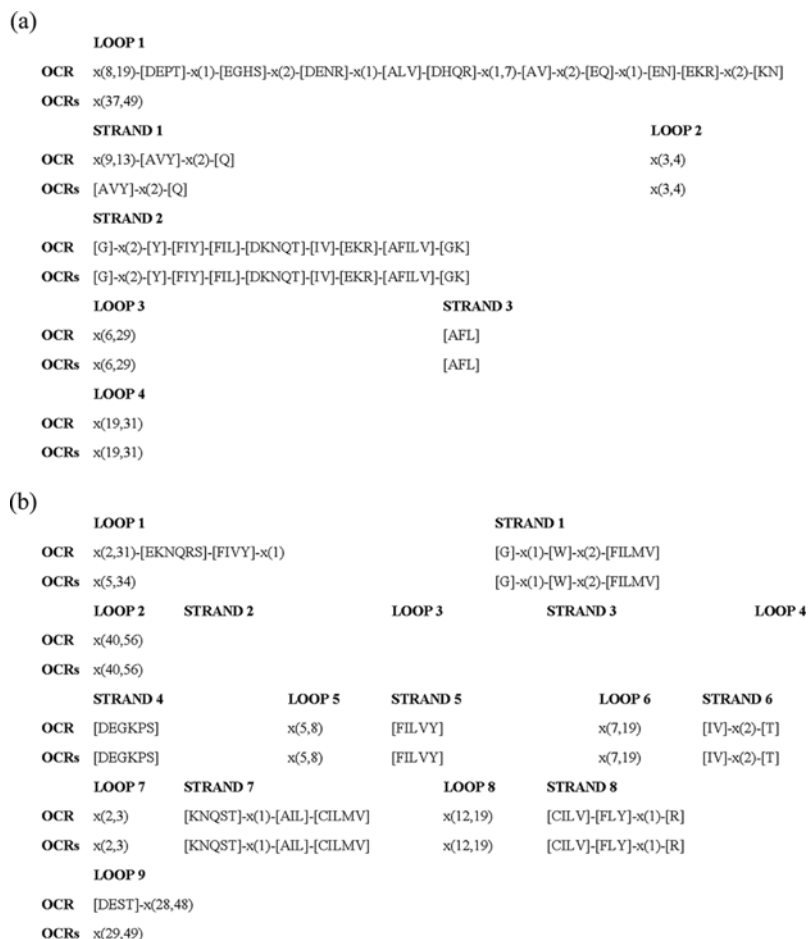 (a)
LOOP 1
OCR x(8,19)-[DEPT]-x(1)-[EGHS]-x(2)-[DENR]-x(1)-[ALV]-[DHQR]-x(1,7)-[AV]-x(2)-[EQ]-x(1)-[EN]-[EKR]-x(2)-[KN]
OCRs x(37,49)
STRAND 1 LOOP 2
OCR x(9,13)-[AVY]-x(2)-[Q] x(3,4)
OCRs [AVY]-x(2)-[Q] x(3,4)
STRAND 2
OCR [G]-x(2)-[Y]-[FIY]-[FIL]-[DKNQT]-[IV]-[EKR]-[AFILV]-[GK]
OCRs [G]-x(2)-[Y]-[FIY]-[FIL]-[DKNQT]-[IV]-[EKR]-[AFILV]-[GK]
LOOP 3 STRAND 3
OCR x(6,29) [AFL]
OCRs x(6,29) [AFL]
LOOP 4
OCR x(19,31)
OCRs x(19,31)
(b)
LOOP 1 STRAND 1
OCR x(2,31)-[EKNQRS]-[FIVY]-x(1) [G]-x(1)-[W]-x(2)-[FILMV]
OCRs x(5,34) [G]-x(1)-[W]-x(2)-[FILMV]
LOOP 2 STRAND 2 LOOP 3 STRAND 3 LOOP 4
OCR x(40,56)
OCRs x(40,56)
STRAND 4 LOOP 5 STRAND 5 LOOP 6 STRAND 6
OCR [DEGKPS] x(5,8) [FILVY] x(7,19) [IV]-x(2)-[T]
OCRs [DEGKPS] x(5,8) [FILVY] x(7,19) [IV]-x(2)-[T]
LOOP 7 STRAND 7 LOOP 8 STRAND 8
OCR x(2,3) [KNQST]-x(1)-[AIL]-[CILMV] x(12,19) [CILV]-[FLY]-x(1)-[R]
OCRs x(2,3) [KNQST]-x(1)-[AIL]-[CILMV] x(12,19) [CILV]-[FLY]-x(1)-[R]
LOOP 9
OCR [DEST]-x(28,48)
OCRs x(29,49)